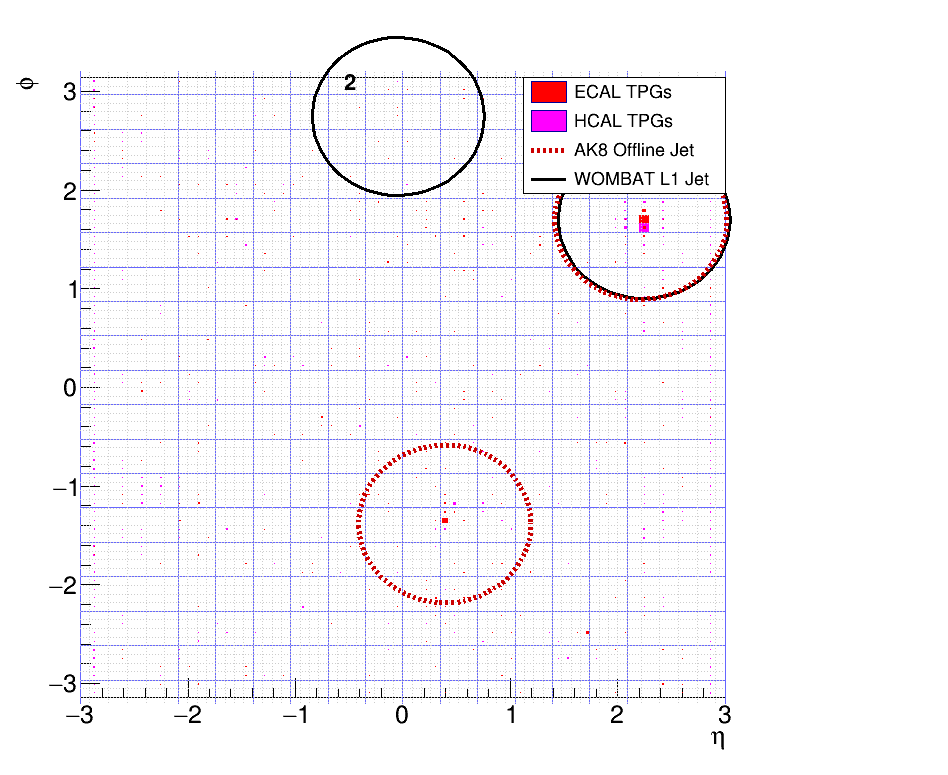 ϕ
2
ECAL TPGs
HCAL TPGs
AK8 Offline Jet
WOMBAT L1 Jet
3
2
1
0
−1
−2
−3
−3 −2 −1 0 1 2 3
η